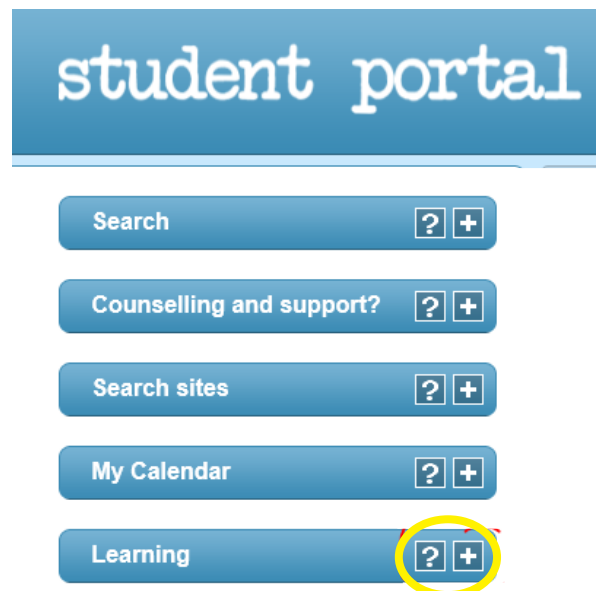 student portal
Search ? +
Counselling and support? ? +
Search sites ? +
My Calendar ? +
Learning ? +